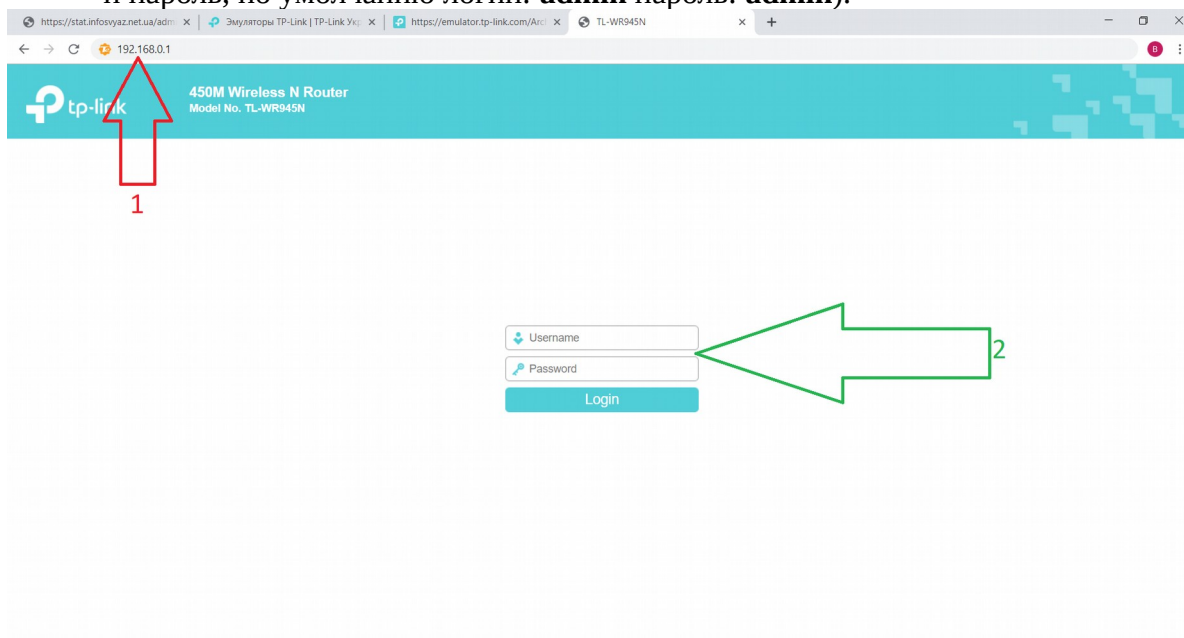 и пароль, по умолчанию логин: admin пароль: admin).
https://stat.infosvyaz.net.ua/adm
Эмуляторы TP-Link | TP-Link Укр
https://emulator.tp-link.com/Arc
TL-WR945N
192.168.0.1
B
tp-link
450M Wireless N Router
Model No. TL-WR945N
1
Username
2
Password
Login